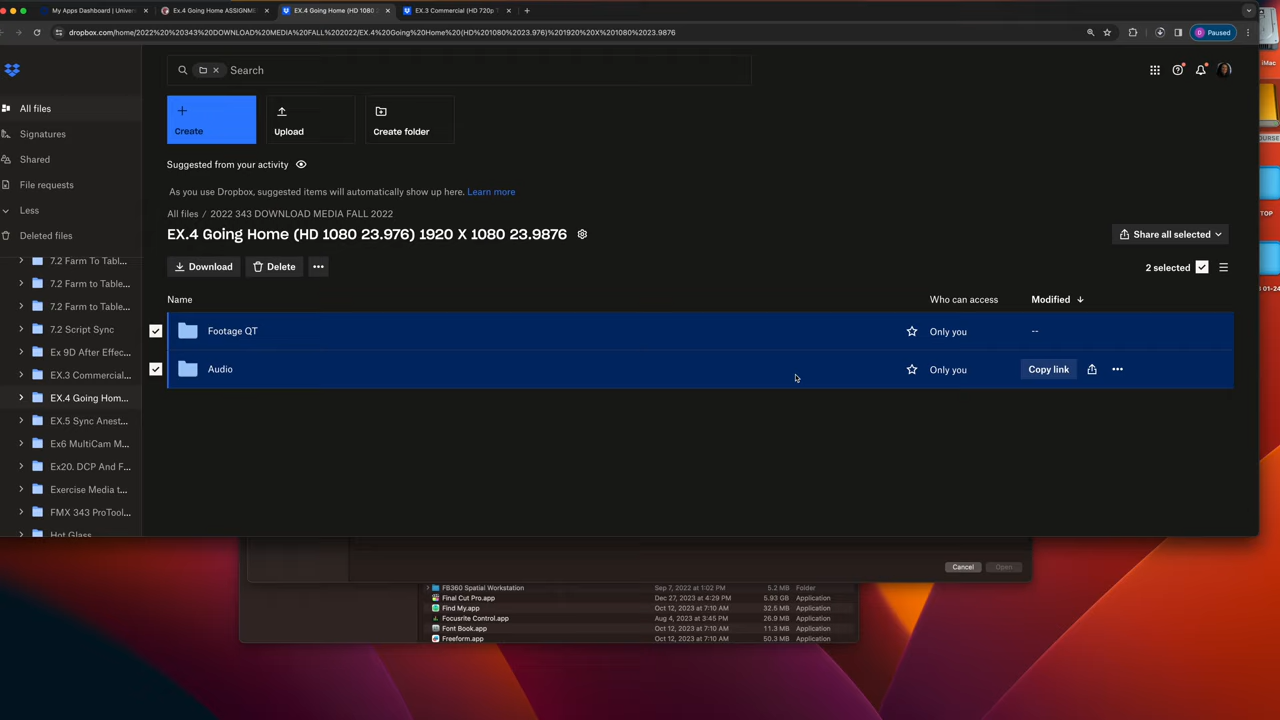 My Apps Dashboard | Univers
Ex.4 Going Home ASSIGNME
EX.4 Going Home (HD 1080
EX.3 Commercial (HD 720p
dropbox.com/home/2022%20%20343%20DOWNLOAD%20MEDIA%20FALL%202022/EX.4%20Going%20Home%20(HD%201080%2023.976)%201920%20X%201080%2023.9876
D Paused
Search
iMac
All files
Signatures
Shared
File requests
Less
Deleted files
Create
Upload
Create folder
Suggested from your activity
As you use Dropbox, suggested items will automatically show up here. Learn more
All files / 2022 343 DOWNLOAD MEDIA FALL 2022
EX.4 Going Home (HD 1080 23.976) 1920 X 1080 23.9876
Share all selected
Download
Delete
2 selected
Name
Who can access
Modified
Footage QT
Only you
--
Audio
Only you
Copy link
7.2 Farm To Tabl...
7.2 Farm to Table...
7.2 Farm to Table...
7.2 Script Sync
Ex 9D After Effec...
EX.3 Commercial...
EX.4 Going Hom...
EX.5 Sync Anest...
Ex6 MultiCam M...
Ex20. DCP And F...
Exercise Media t...
FMX 343 ProTool...
Hot Glass
OURSE
TOP
01-24
Cancel
Open
FB360 Spatial Workstation Sep 7, 2022 at 1:02 PM 5.2 MB Folder
Final Cut Pro.app Dec 27, 2023 at 4:29 PM 5.93 GB Application
Find My.app Oct 12, 2023 at 7:10 AM 32.5 MB Application
Focusrite Control.app Aug 4, 2023 at 3:45 PM 26.9 MB Application
Font Book.app Oct 12, 2023 at 7:10 AM 11.3 MB Application
Freeform.app Oct 12, 2023 at 7:10 AM 50.3 MB Application